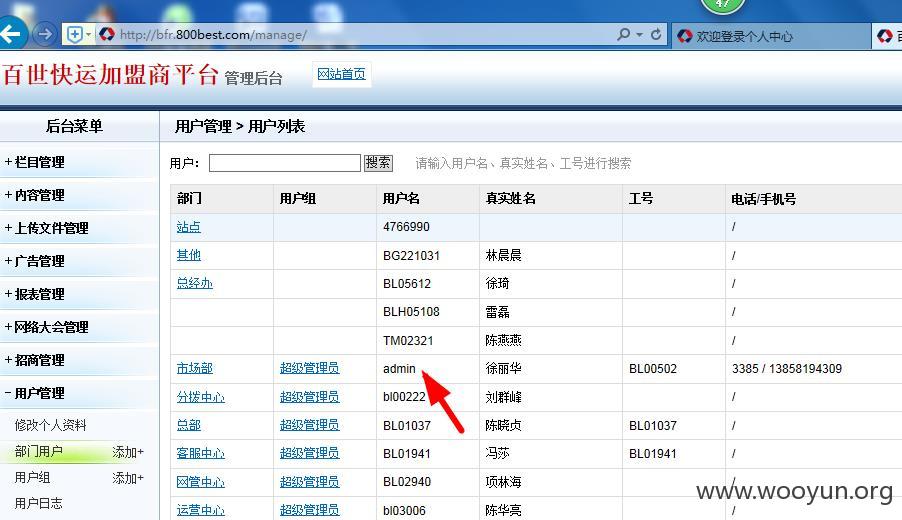 47
http://bfr.800best.com/manage/
欢迎登录个人中心
百世快运加盟商平台 管理后台 网站首页
后台菜单
用户管理 > 用户列表
用户： 搜索 请输入用户名、真实姓名、工号进行搜索
+ 栏目管理
+ 内容管理
+ 上传文件管理
+ 广告管理
+ 报表管理
+ 网络大会管理
+ 招商管理
- 用户管理
修改个人资料
部门用户 添加+
用户组 添加+
用户日志
部门 用户组 用户名 真实姓名 工号 电话/手机号
站点 4766990 /
其他 BG221031 林晨晨 /
总经办 BL05612 徐琦 /
BLH05108 雷磊 /
TM02321 陈燕燕 /
市场部 超级管理员 admin 徐丽华 BL00502 3385 / 13858194309
分拨中心 超级管理员 bl00222 刘群峰 /
总部 超级管理员 BL01037 陈晓贞 BL01037 /
客服中心 超级管理员 BL01941 冯莎 BL01941 /
网管中心 超级管理员 BL02940 项林海 /
运营中心 超级管理员 bl03006 陈华亮 /
www.wooyun.org